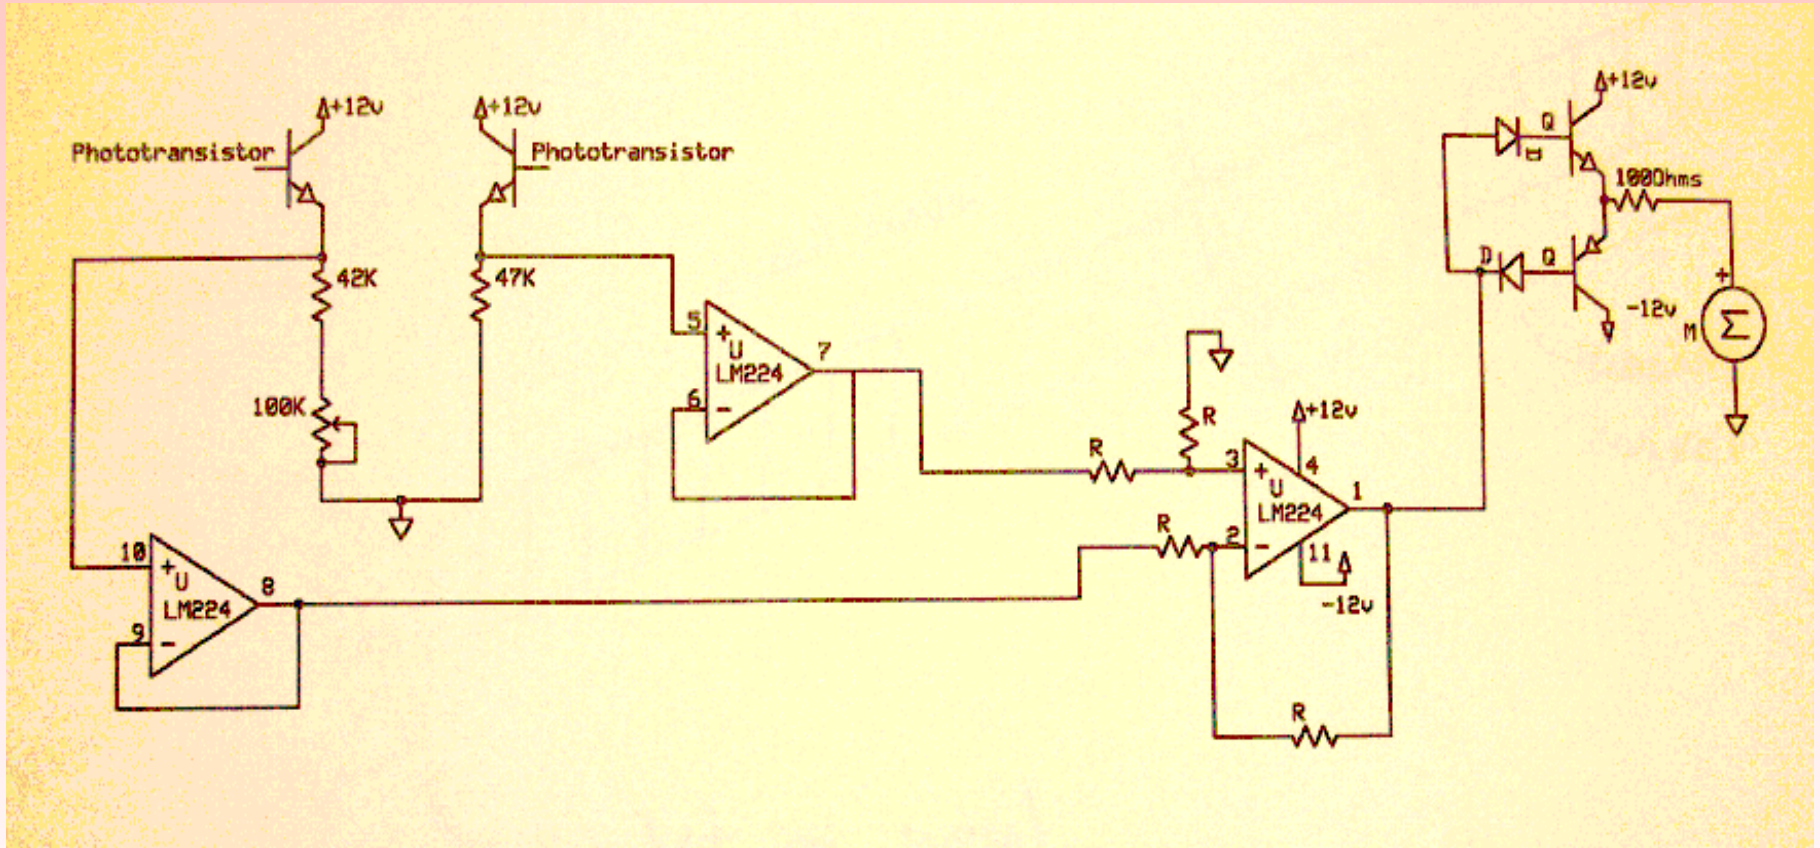 +12v
+12v
Phototransistor
Phototransistor
42K
47K
100K
5
+
U
LM224
7
6
-
10
+
U
LM224
8
9
-
R
R
3
+
U
LM224
+12v
4
1
R
2
-
11
-12v
R
+12v
Q
D
100Ohms
D
Q
-12v
+
M
Σ